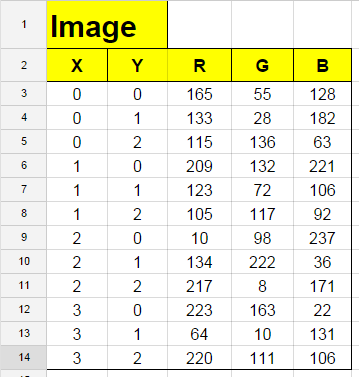 1 Image
2 X Y R G B
3 0 0 165 55 128
4 0 1 133 28 182
5 0 2 115 136 63
6 1 0 209 132 221
7 1 1 123 72 106
8 1 2 105 117 92
9 2 0 10 98 237
10 2 1 134 222 36
11 2 2 217 8 171
12 3 0 223 163 22
13 3 1 64 10 131
14 3 2 220 111 106